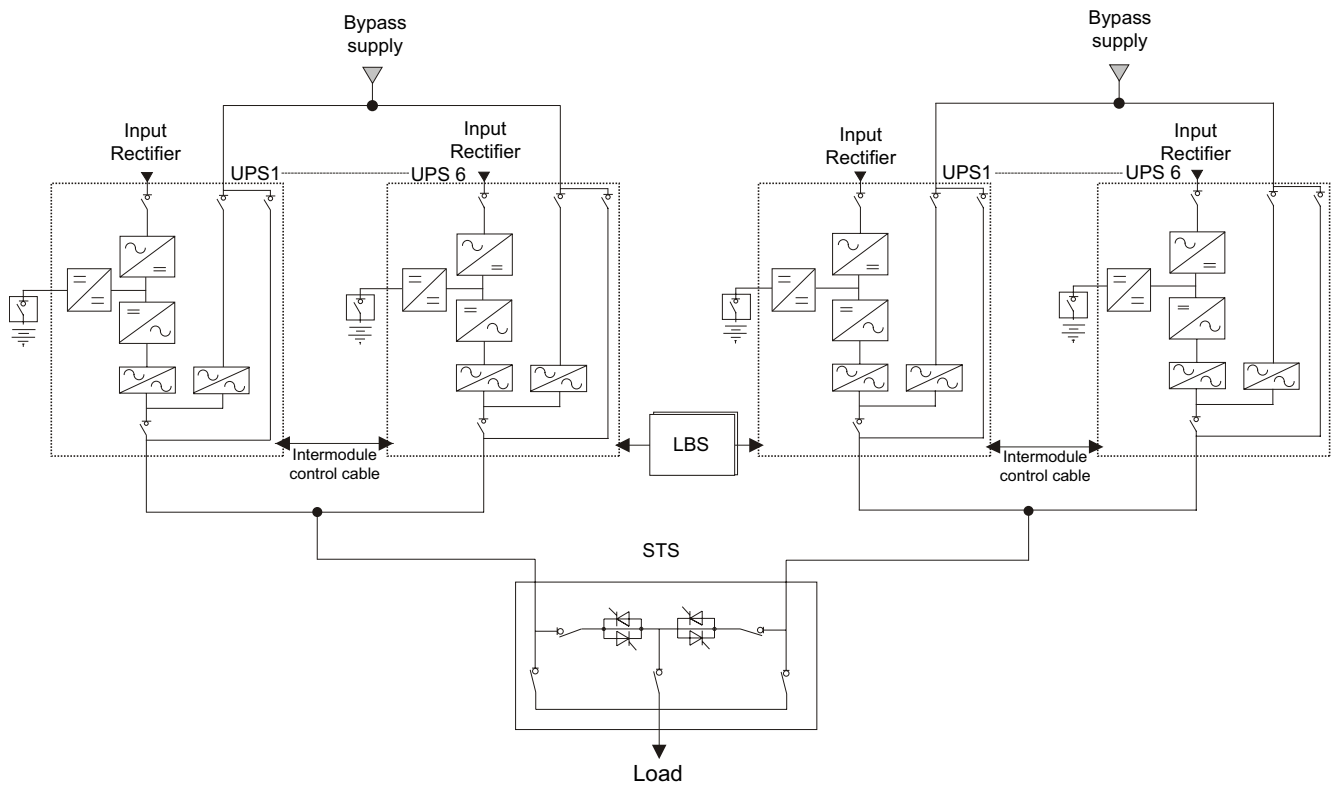 Bypass
supply
Bypass
supply
Input
Rectifier
Input
Rectifier
Input
Rectifier
Input
Rectifier
UPS1
UPS 6
UPS1
UPS 6
LBS
Intermodule
control cable
Intermodule
control cable
STS
Load